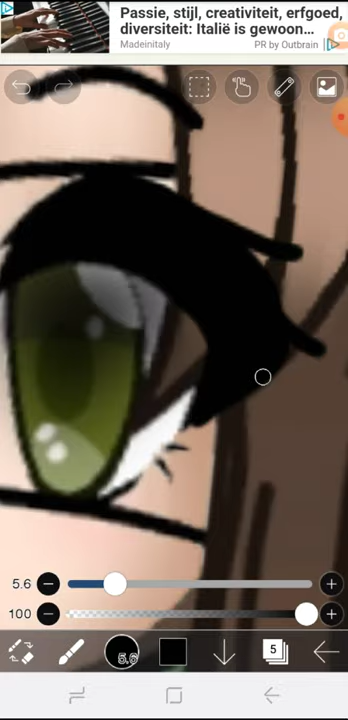 Passie, stijl, creativiteit, erfgoed,
diversiteit: Italië is gewoon...
Madeinitaly
PR by Outbrain
5.6
100
5.6
5